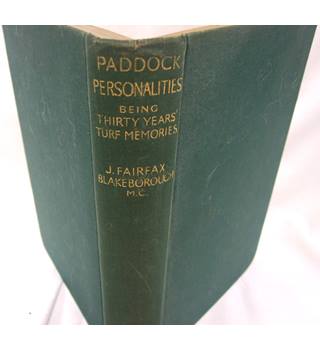 PADDOCK
PERSONALITIES
BEING
THIRTY YEARS'
TURF MEMORIES.
J. FAIRFAX
BLAKEBOROUGH
M.C.